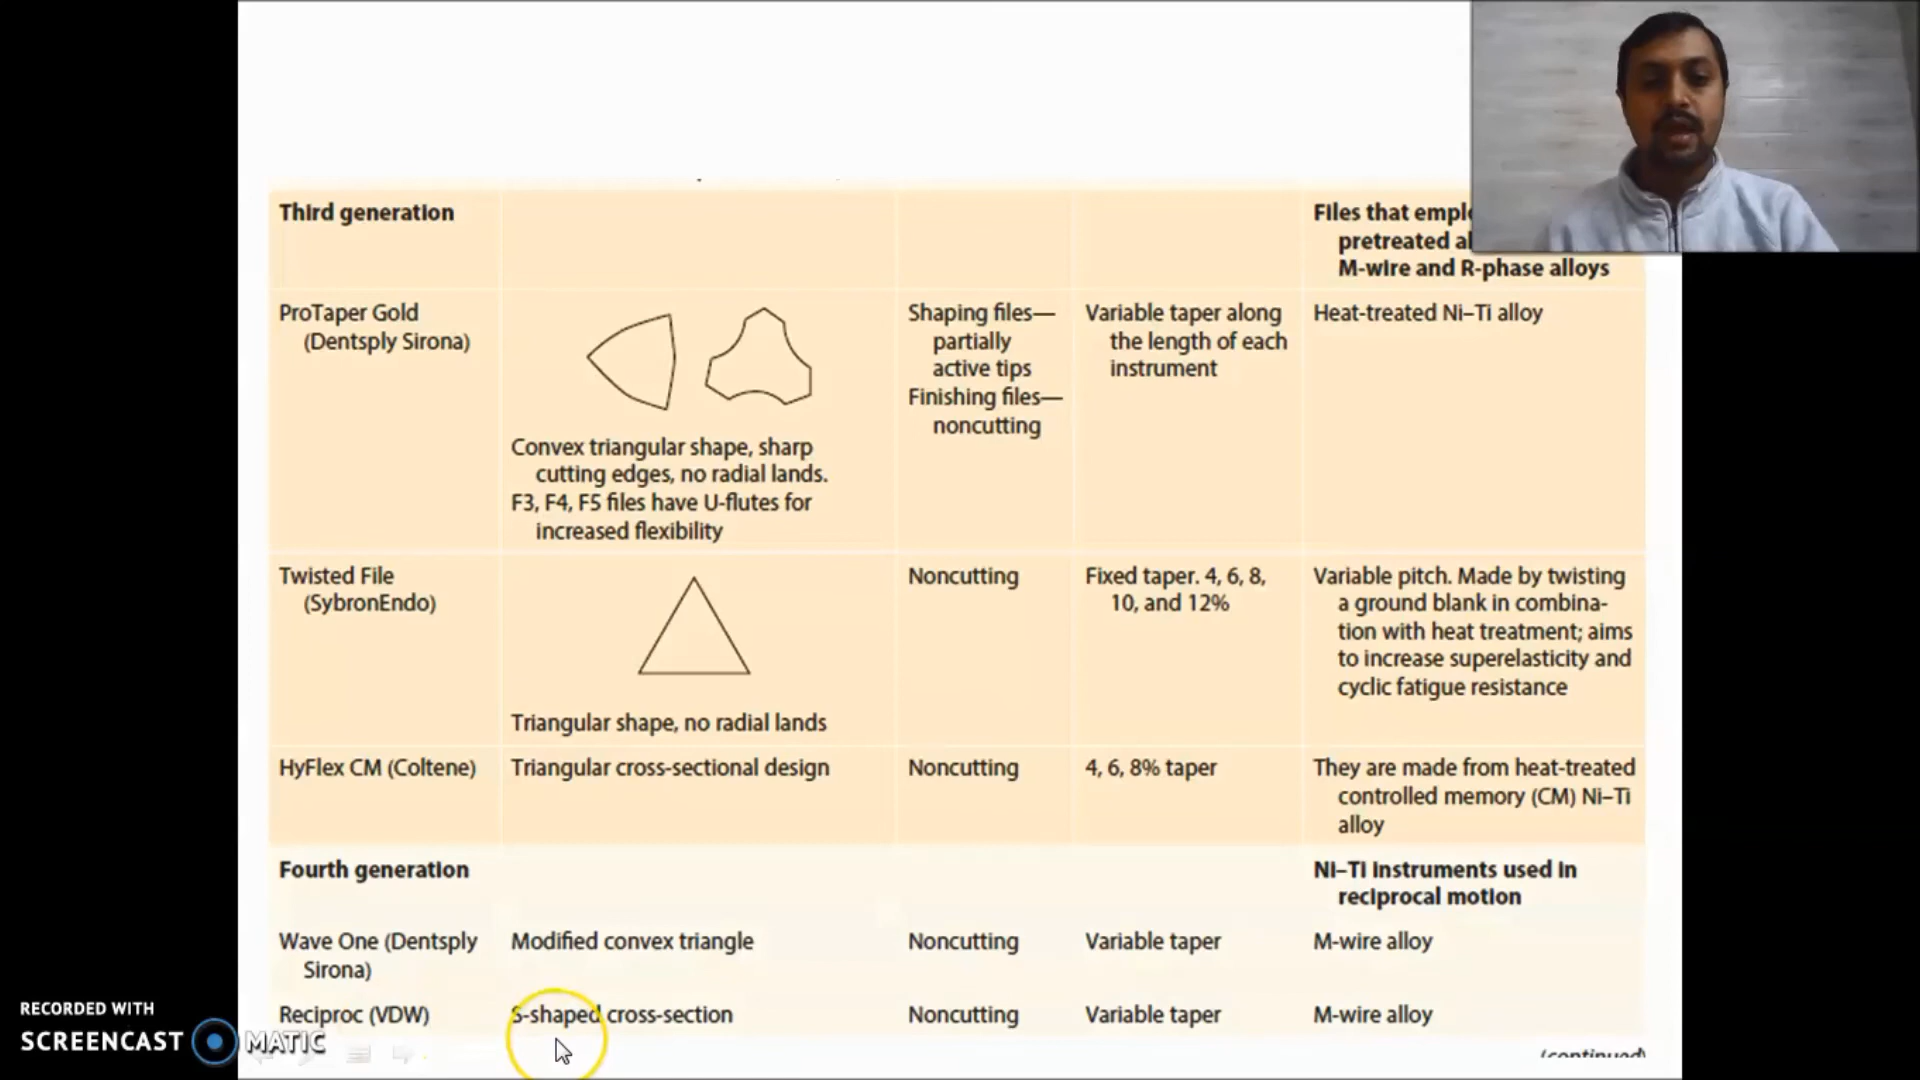 Third generation
Files that
pretreated
M-wire and R-phase alloys
ProTaper Gold
(Dentsply Sirona)
Convex triangular shape, sharp
cutting edges, no radial lands.
F3, F4, F5 files have U-flutes for
increased flexibility
Shaping files—
partially
active tips
Finishing files—
noncutting
Variable taper along
the length of each
instrument
Heat-treated Ni–Ti alloy
Twisted File
(SybronEndo)
Triangular shape, no radial lands
Noncutting
Fixed taper. 4, 6, 8,
10, and 12%
Variable pitch. Made by twisting
a ground blank in combina-
tion with heat treatment; aims
to increase superelasticity and
cyclic fatigue resistance
HyFlex CM (Coltene)
Triangular cross-sectional design
Noncutting
4, 6, 8% taper
They are made from heat-treated
controlled memory (CM) Ni–Ti
alloy
Fourth generation
Ni–Ti instruments used in
reciprocal motion
Wave One (Dentsply
Sirona)
Modified convex triangle
Noncutting
Variable taper
M-wire alloy
Reciproc (VDW)
S-shaped cross-section
Noncutting
Variable taper
M-wire alloy
(continued)
RECORDED WITH
SCREENCAST MATIC